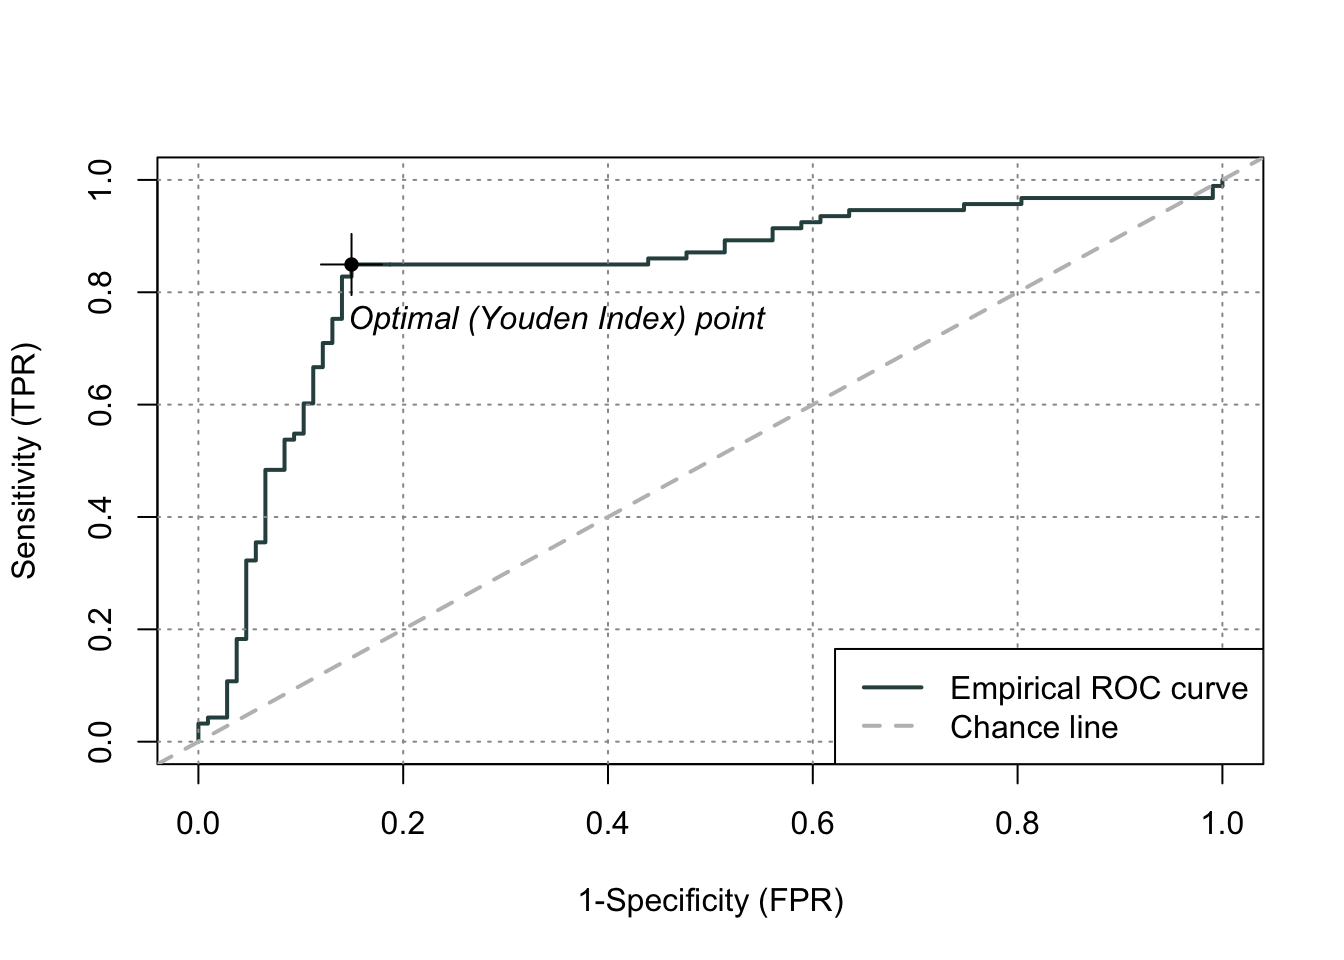 1.0
0.8
0.6
0.4
0.2
0.0
Sensitivity (TPR)
Optimal (Youden Index) point
Empirical ROC curve
Chance line
0.0 0.2 0.4 0.6 0.8 1.0
1-Specificity (FPR)